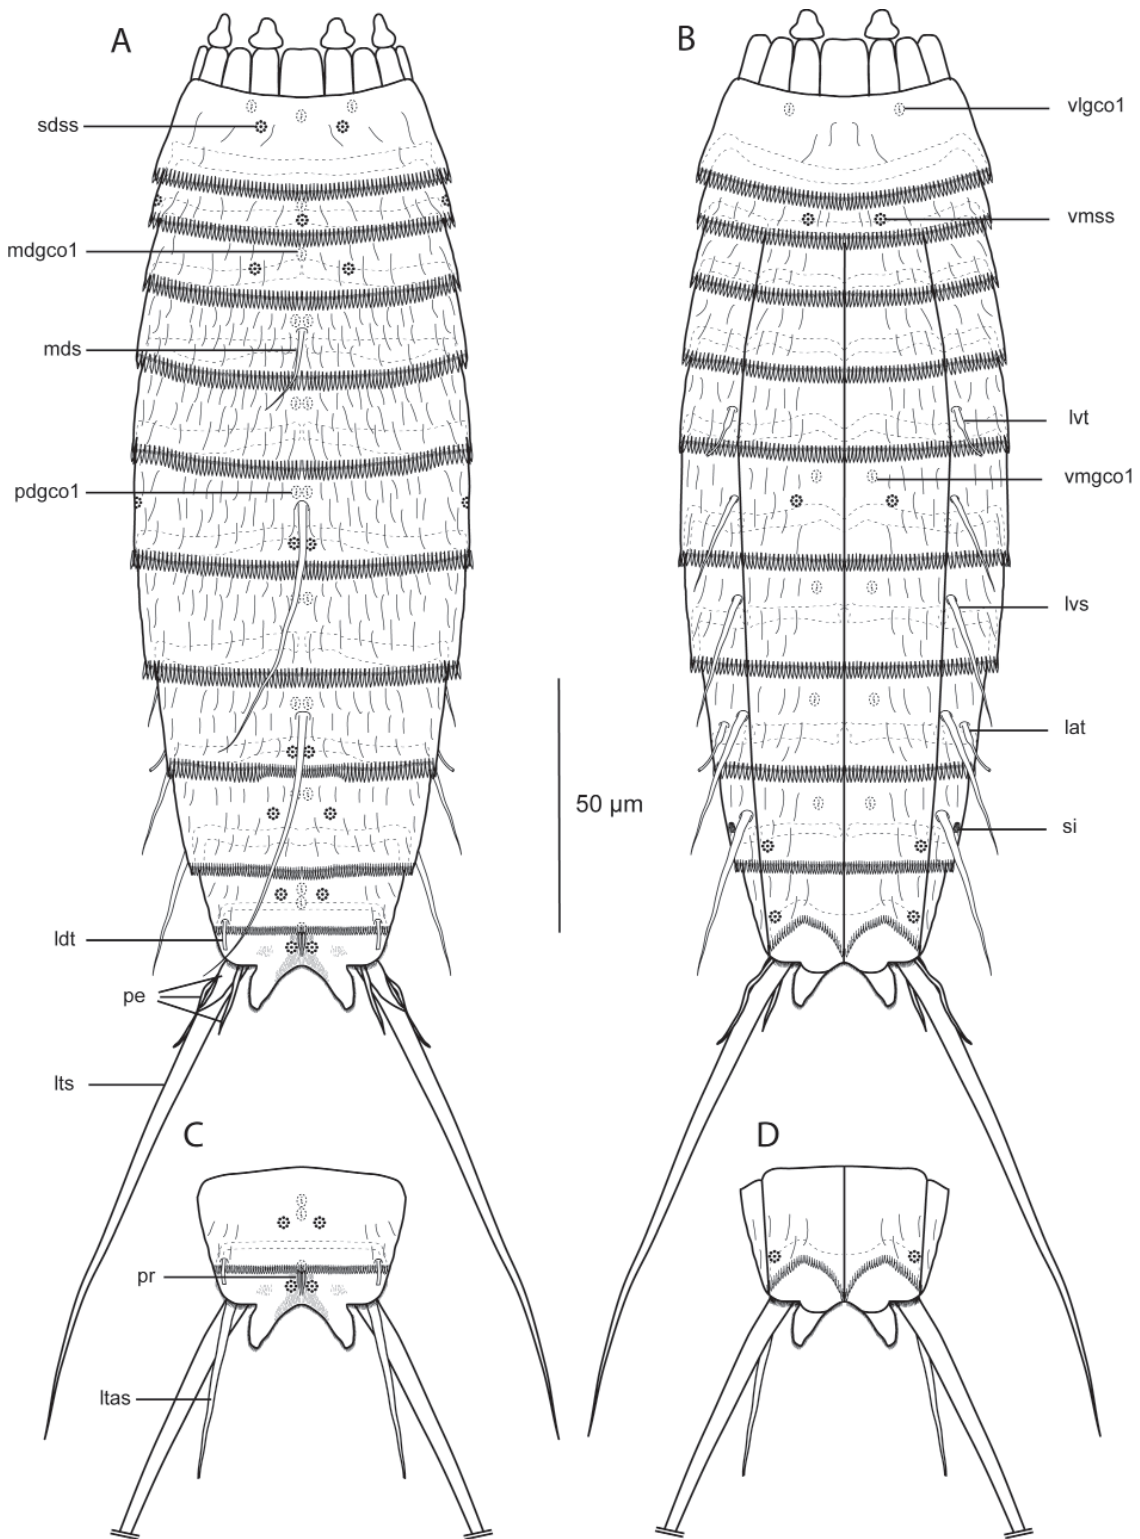 A
B
sdss
vlgco1
vmss
mdgco1
mds
lvt
pdgco1
vmgco1
lvs
lat
50 µm
si
ldt
pe
lts
C
D
pr
ltas